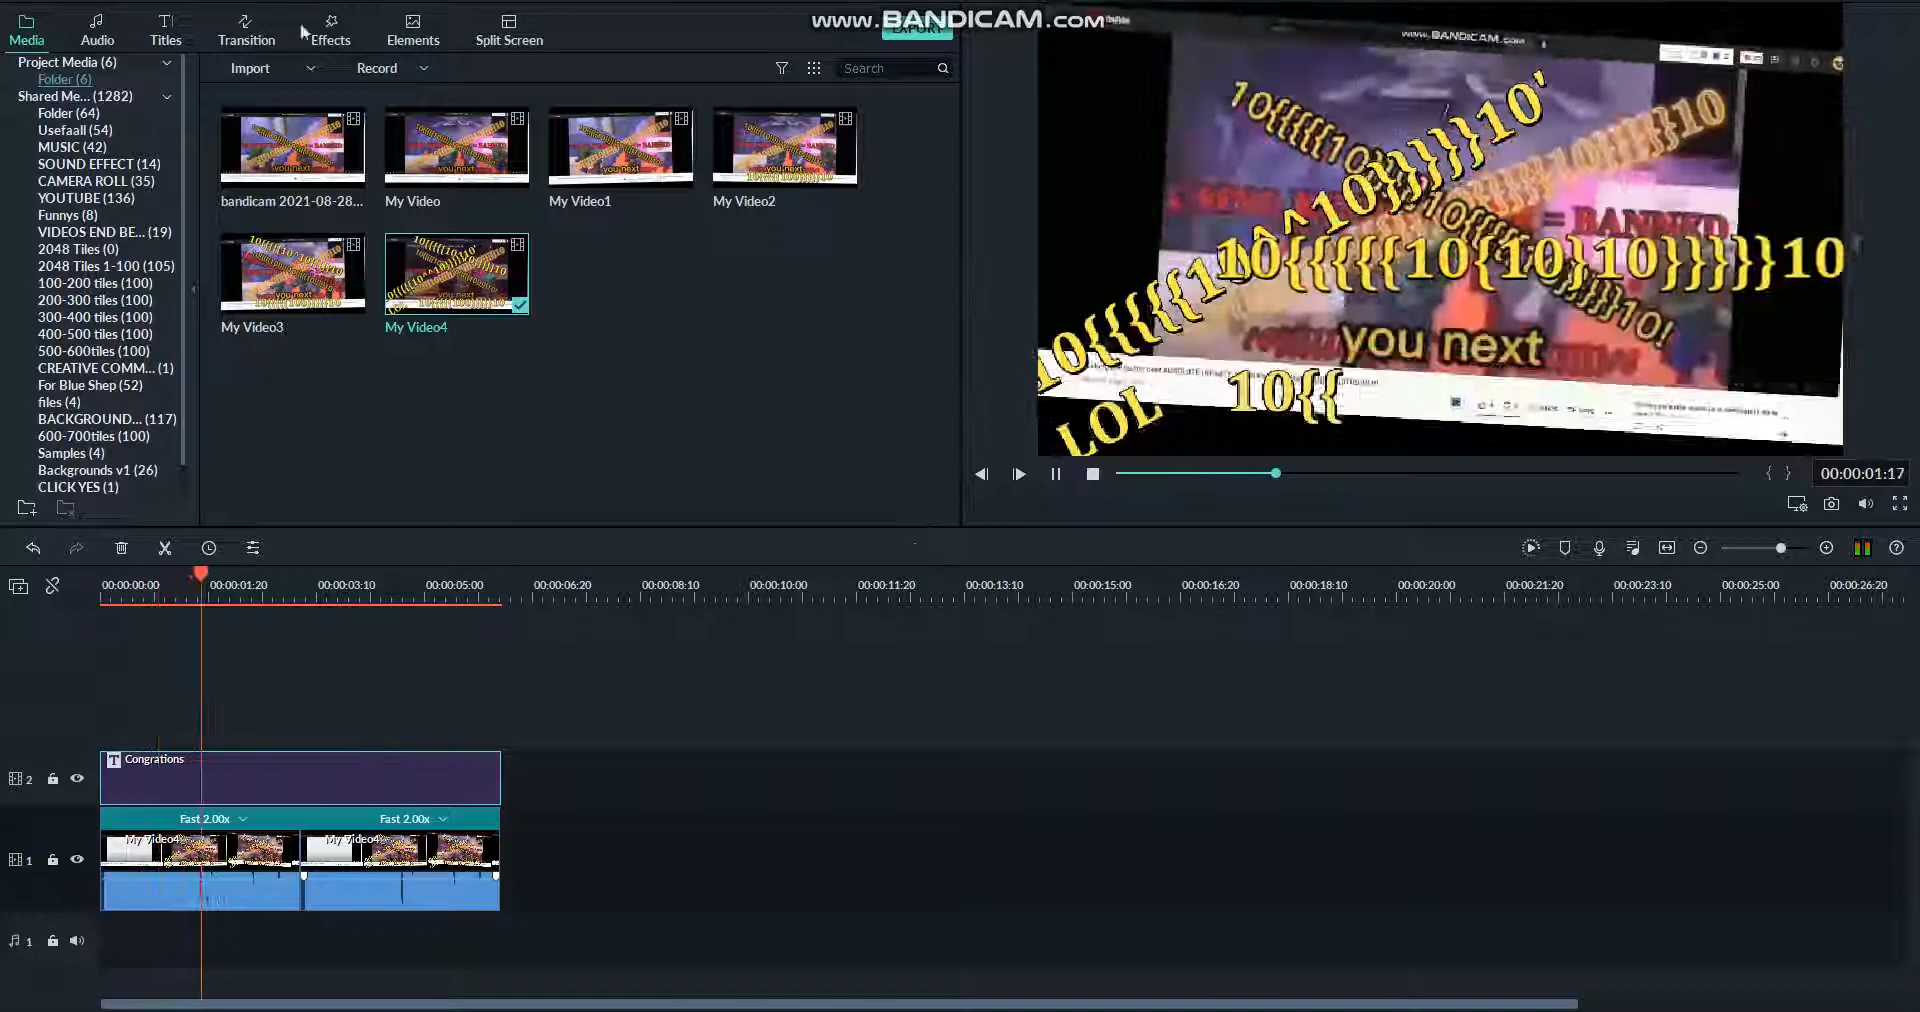 www.BANDICAM.com
Media
Audio
Titles
Transition
Effects
Elements
Split Screen
EXPORT
Project Media (6)
Folder (6)
Shared Me... (1282)
Folder (64)
Usefaall (54)
MUSIC (42)
SOUND EFFECT (14)
CAMERA ROLL (35)
YOUTUBE (136)
Funnys (8)
VIDEOS END BE... (19)
2048 Tiles (0)
2048 Tiles 1-100 (105)
100-200 tiles (100)
200-300 tiles (100)
300-400 tiles (100)
400-500 tiles (100)
500-600tiles (100)
CREATIVE COMM... (1)
For Blue Shep (52)
files (4)
BACKGROUND... (117)
600-700tiles (100)
Samples (4)
Backgrounds v1 (26)
CLICK YES (1)
Import
Record
Search
bandicam 2021-08-28...
My Video
My Video1
My Video2
My Video3
My Video4
www.BANDICAM.com
= BANNED
10{{{{{10{10}10}}}}}10
you next
10{{
LOL
00:00:01:17
00:00:00:00
00:00:01:20
00:00:03:10
00:00:05:00
00:00:06:20
00:00:08:10
00:00:10:00
00:00:11:20
00:00:13:10
00:00:15:00
00:00:16:20
00:00:18:10
00:00:20:00
00:00:21:20
00:00:23:10
00:00:25:00
00:00:26:20
2
T Congrations
Fast 2.00x
Fast 2.00x
1
My Video4
My Video4
1